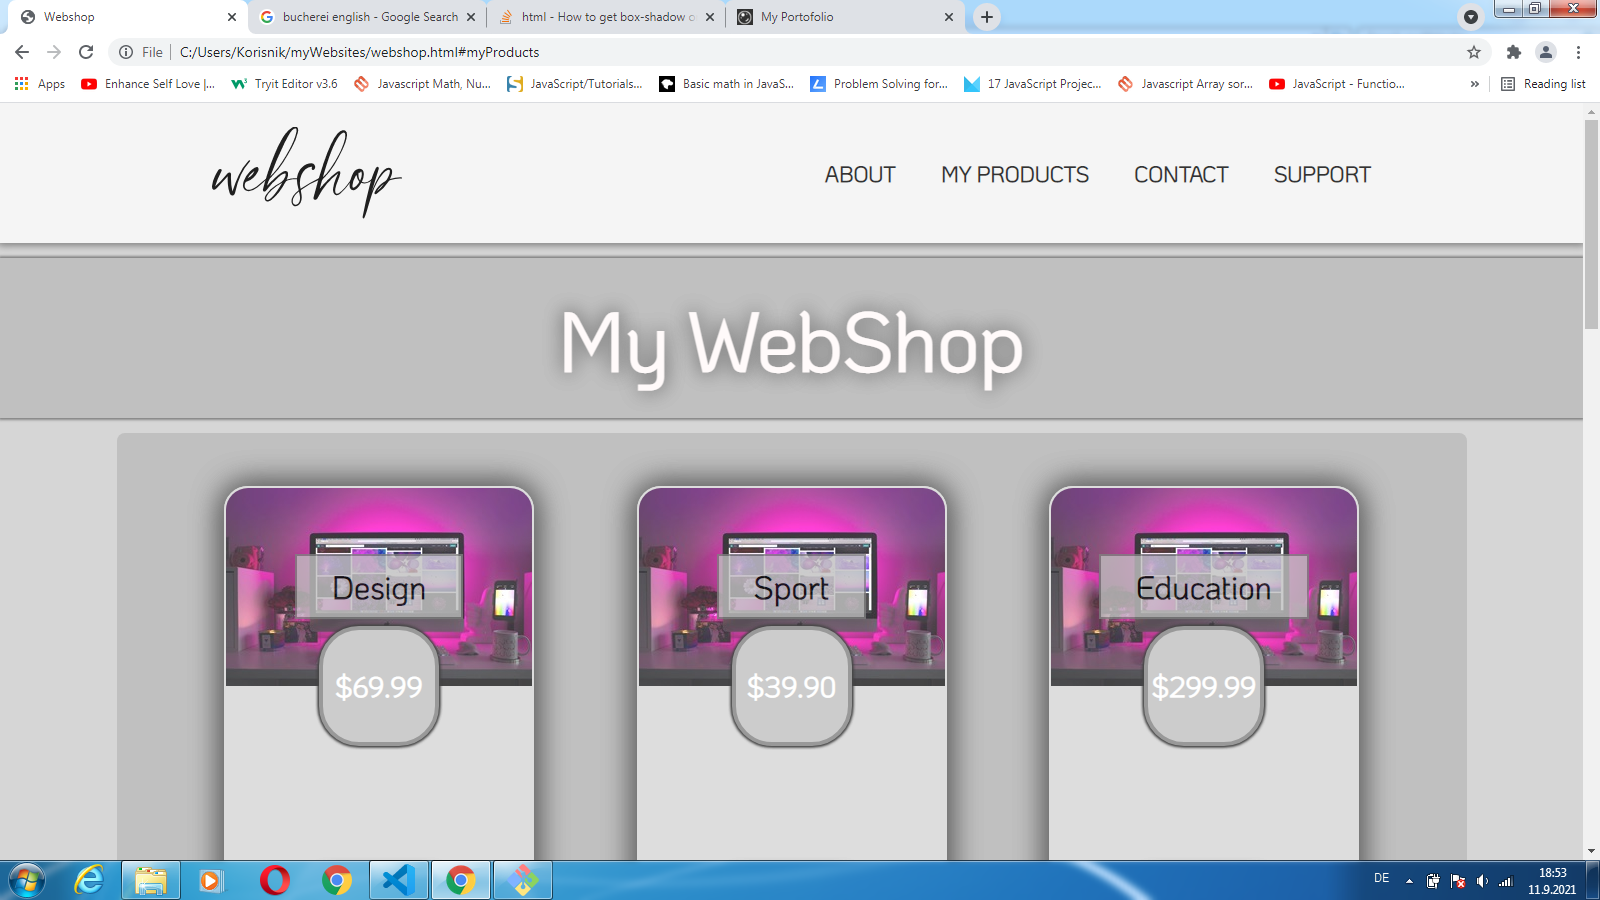 Webshop
bucherei english - Google Search
html - How to get box-shadow o
My Portofolio
File
C:/Users/Korisnik/myWebsites/webshop.html#myProducts
Apps
Enhance Self Love |...
Tryit Editor v3.6
Javascript Math, Nu...
JavaScript/Tutorials...
Basic math in JavaS...
Problem Solving for...
17 JavaScript Projec...
Javascript Array sor...
JavaScript - Functio...
»
Reading list
webshop
ABOUT
MY PRODUCTS
CONTACT
SUPPORT
My WebShop
Design
Sport
Education
$69.99
$39.90
$299.99
DE
18:53
11.9.2021